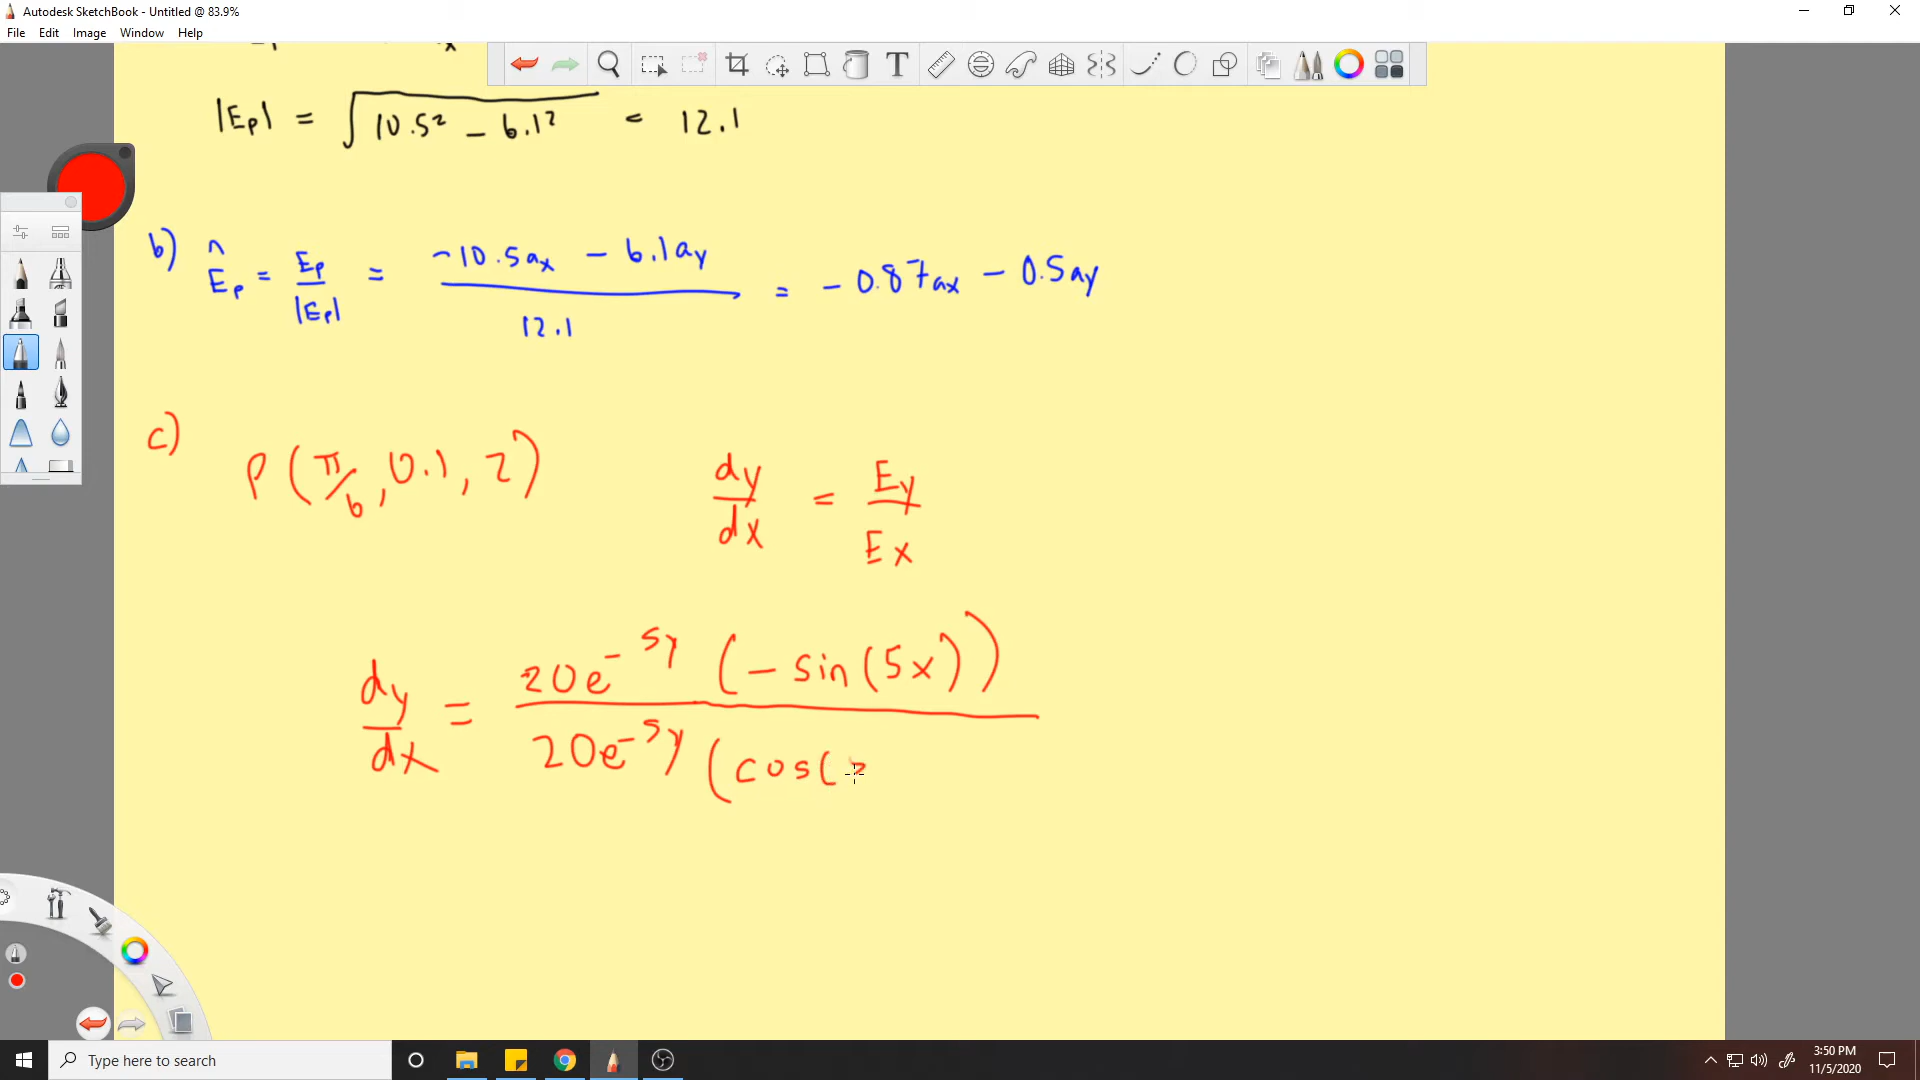 Autodesk SketchBook - Untitled @ 83.9%
File Edit Image Window Help
|Ep| = √10.5² - 6.1² = 12.1
b) Êp = Ep / |Ep| = -10.5ax - 6.1ay / 12.1 = - 0.87ax - 0.5ay
c) P (π/6, 0.1, 2) dy/dx = Ey/Ex
dy/dx = 20e^-5y (- sin(5x)) / 20e^-5y (cos(
Type here to search
3:50 PM
11/5/2020